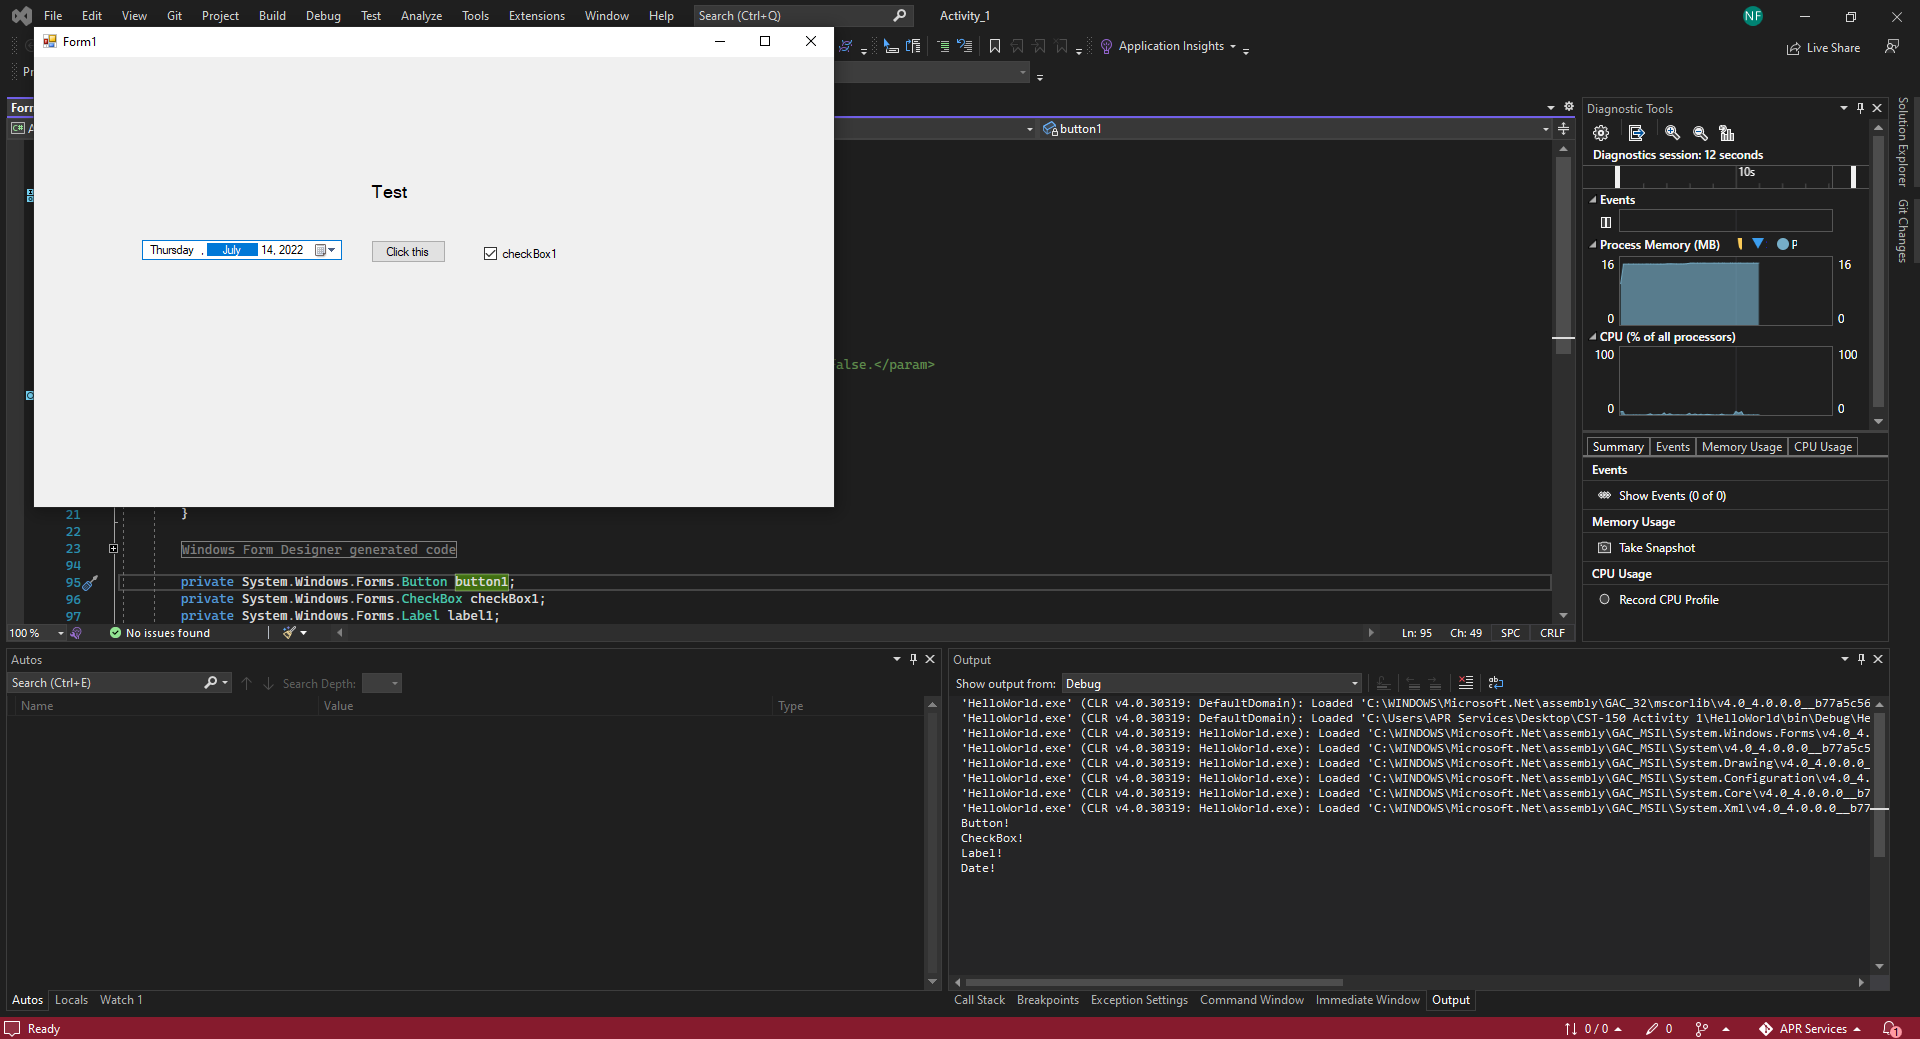 File Edit View Git Project Build Debug Test Analyze Tools Extensions Window Help Search (Ctrl+Q) Activity_1 NF
Form1
Application Insights
Live Share
Test
Thursday , July 14, 2022
Click this
checkBox1
button1
alse.</param>
21 }
22
23 Windows Form Designer generated code
94
95 private System.Windows.Forms.Button button1;
96 private System.Windows.Forms.CheckBox checkBox1;
97 private System.Windows.Forms.Label label1;
100 % No issues found Ln: 95 Ch: 49 SPC CRLF
Diagnostic Tools
Diagnostics session: 12 seconds
10s
Events
Process Memory (MB) P
16 16
0 0
CPU (% of all processors)
100 100
0 0
Summary Events Memory Usage CPU Usage
Events
Show Events (0 of 0)
Memory Usage
Take Snapshot
CPU Usage
Record CPU Profile
Solution Explorer
Git Changes
Autos
Search (Ctrl+E) Search Depth:
Name Value Type
Autos Locals Watch 1
Output
Show output from: Debug
'HelloWorld.exe' (CLR v4.0.30319: DefaultDomain): Loaded 'C:\WINDOWS\Microsoft.Net\assembly\GAC_32\mscorlib\v4.0_4.0.0.0__b77a5c56
'HelloWorld.exe' (CLR v4.0.30319: DefaultDomain): Loaded 'C:\Users\APR Services\Desktop\CST-150 Activity 1\HelloWorld\bin\Debug\He
'HelloWorld.exe' (CLR v4.0.30319: HelloWorld.exe): Loaded 'C:\WINDOWS\Microsoft.Net\assembly\GAC_MSIL\System.Windows.Forms\v4.0_4.
'HelloWorld.exe' (CLR v4.0.30319: HelloWorld.exe): Loaded 'C:\WINDOWS\Microsoft.Net\assembly\GAC_MSIL\System\v4.0_4.0.0.0__b77a5c5
'HelloWorld.exe' (CLR v4.0.30319: HelloWorld.exe): Loaded 'C:\WINDOWS\Microsoft.Net\assembly\GAC_MSIL\System.Drawing\v4.0_4.0.0.0_
'HelloWorld.exe' (CLR v4.0.30319: HelloWorld.exe): Loaded 'C:\WINDOWS\Microsoft.Net\assembly\GAC_MSIL\System.Configuration\v4.0_4.
'HelloWorld.exe' (CLR v4.0.30319: HelloWorld.exe): Loaded 'C:\WINDOWS\Microsoft.Net\assembly\GAC_MSIL\System.Core\v4.0_4.0.0.0__b7
'HelloWorld.exe' (CLR v4.0.30319: HelloWorld.exe): Loaded 'C:\WINDOWS\Microsoft.Net\assembly\GAC_MSIL\System.Xml\v4.0_4.0.0.0__b77
Button!
CheckBox!
Label!
Date!
Call Stack Breakpoints Exception Settings Command Window Immediate Window Output
Ready 0 / 0 0 APR Services 1